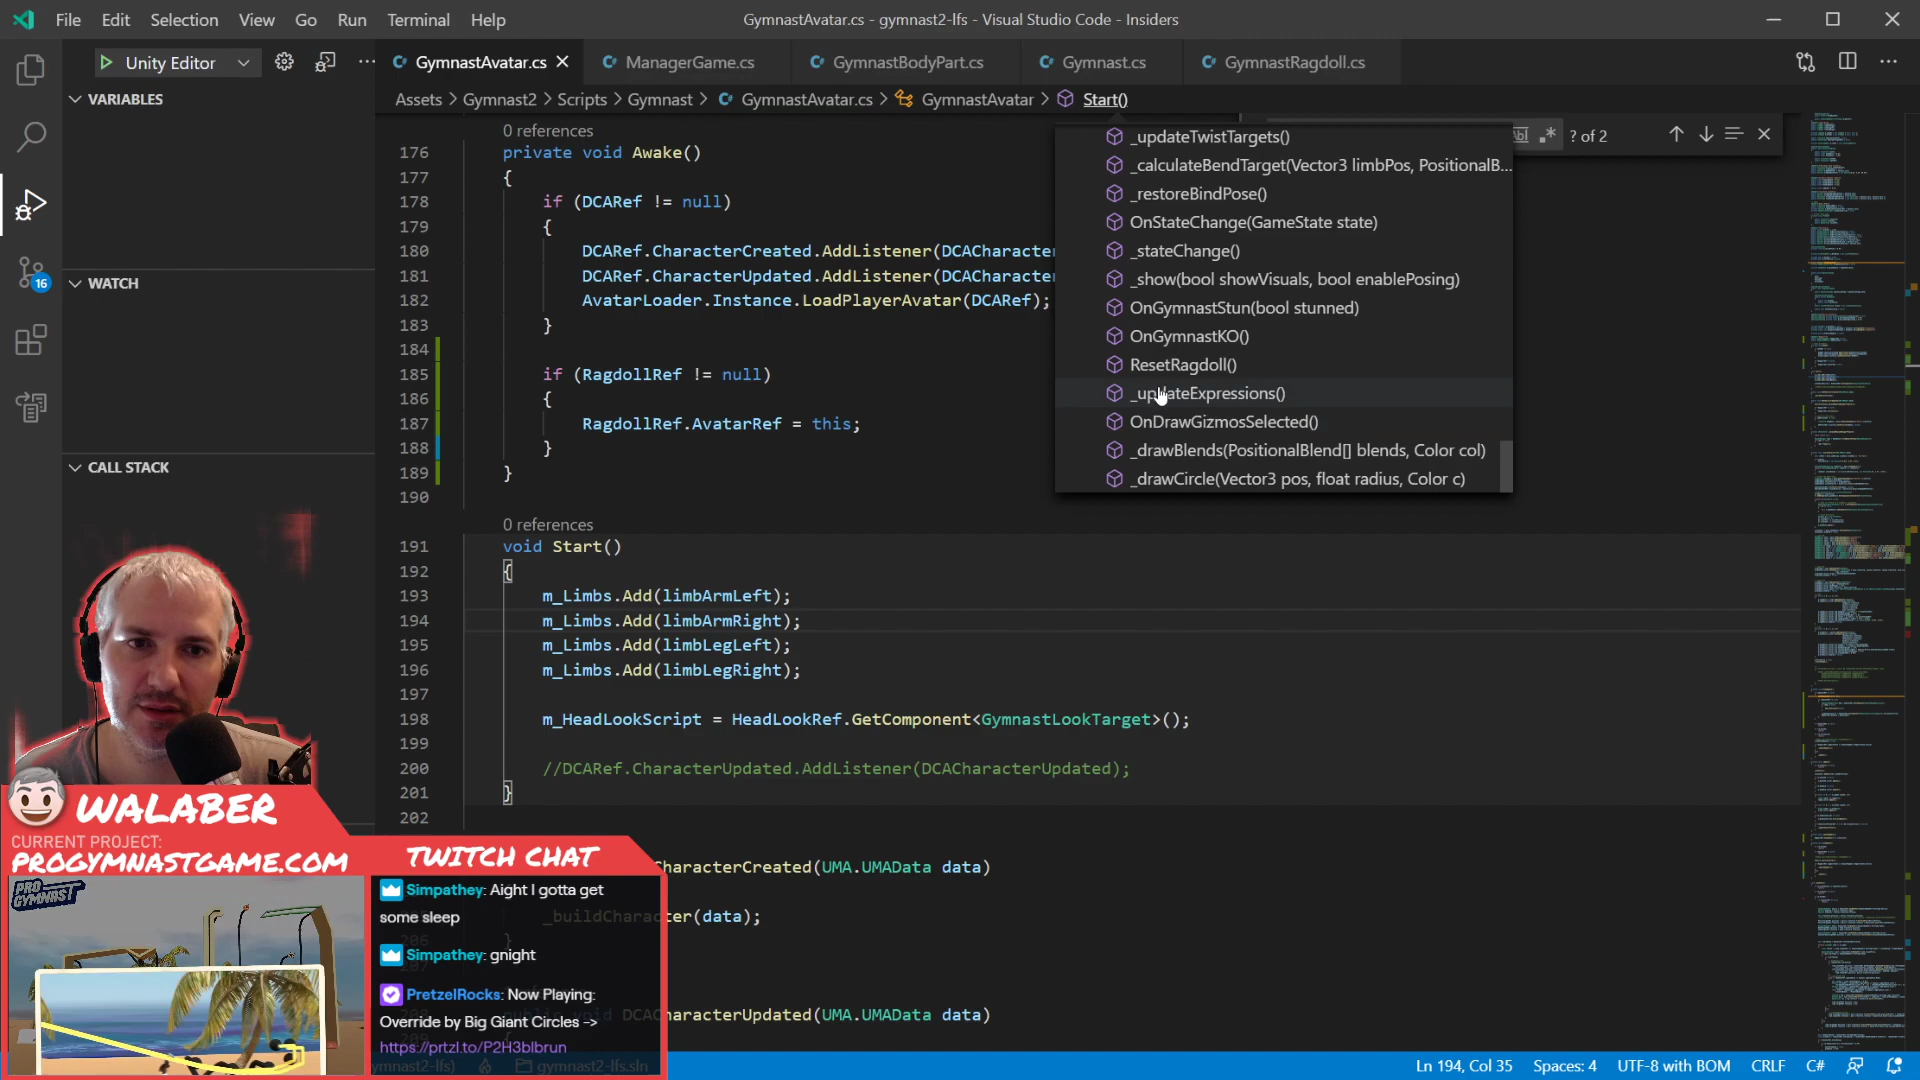 File Edit Selection View Go Run Terminal Help
GymnastAvatar.cs - gymnast2-lfs - Visual Studio Code - Insiders
Unity Editor
GymnastAvatar.cs
ManagerGame.cs
GymnastBodyPart.cs
Gymnast.cs
GymnastRagdoll.cs
VARIABLES
WATCH
16
CALL STACK
Assets > Gymnast2 > Scripts > Gymnast > GymnastAvatar.cs > GymnastAvatar > Start()
? of 2
0 references
176 private void Awake()
177 {
178 if (DCARef != null)
179 {
180 DCARef.CharacterCreated.AddListener(DCACharacter
181 DCARef.CharacterUpdated.AddListener(DCACharacter
182 AvatarLoader.Instance.LoadPlayerAvatar(DCARef);
183 }
184
185 if (RagdollRef != null)
186 {
187 RagdollRef.AvatarRef = this;
188 }
189 }
190
0 references
191 void Start()
192 {
193 m_Limbs.Add(limbArmLeft);
194 m_Limbs.Add(limbArmRight);
195 m_Limbs.Add(limbLegLeft);
196 m_Limbs.Add(limbLegRight);
197
198 m_HeadLookScript = HeadLookRef.GetComponent<GymnastLookTarget>();
199
200 //DCARef.CharacterUpdated.AddListener(DCACharacterUpdated);
201 }
202
CharacterCreated(UMA.UMAData data)
_buildCharacter(data);
}
DCACharacterUpdated(UMA.UMAData data)
_updateTwistTargets()
_calculateBendTarget(Vector3 limbPos, PositionalB...
_restoreBindPose()
OnStateChange(GameState state)
_stateChange()
_show(bool showVisuals, bool enablePosing)
OnGymnastStun(bool stunned)
OnGymnastKO()
ResetRagdoll()
_updateExpressions()
OnDrawGizmosSelected()
_drawBlends(PositionalBlend[] blends, Color col)
_drawCircle(Vector3 pos, float radius, Color c)
WALABER
CURRENT PROJECT:
PROGYMNASTGAME.COM
PRO GYMNAST
TWITCH CHAT
Simpathey: Aight I gotta get
some sleep
Simpathey: gnight
PretzelRocks: Now Playing:
Override by Big Giant Circles ->
https://prtzl.to/P2H3blbrun
gymnast2-lfs.sln
Ln 194, Col 35 Spaces: 4 UTF-8 with BOM CRLF C#